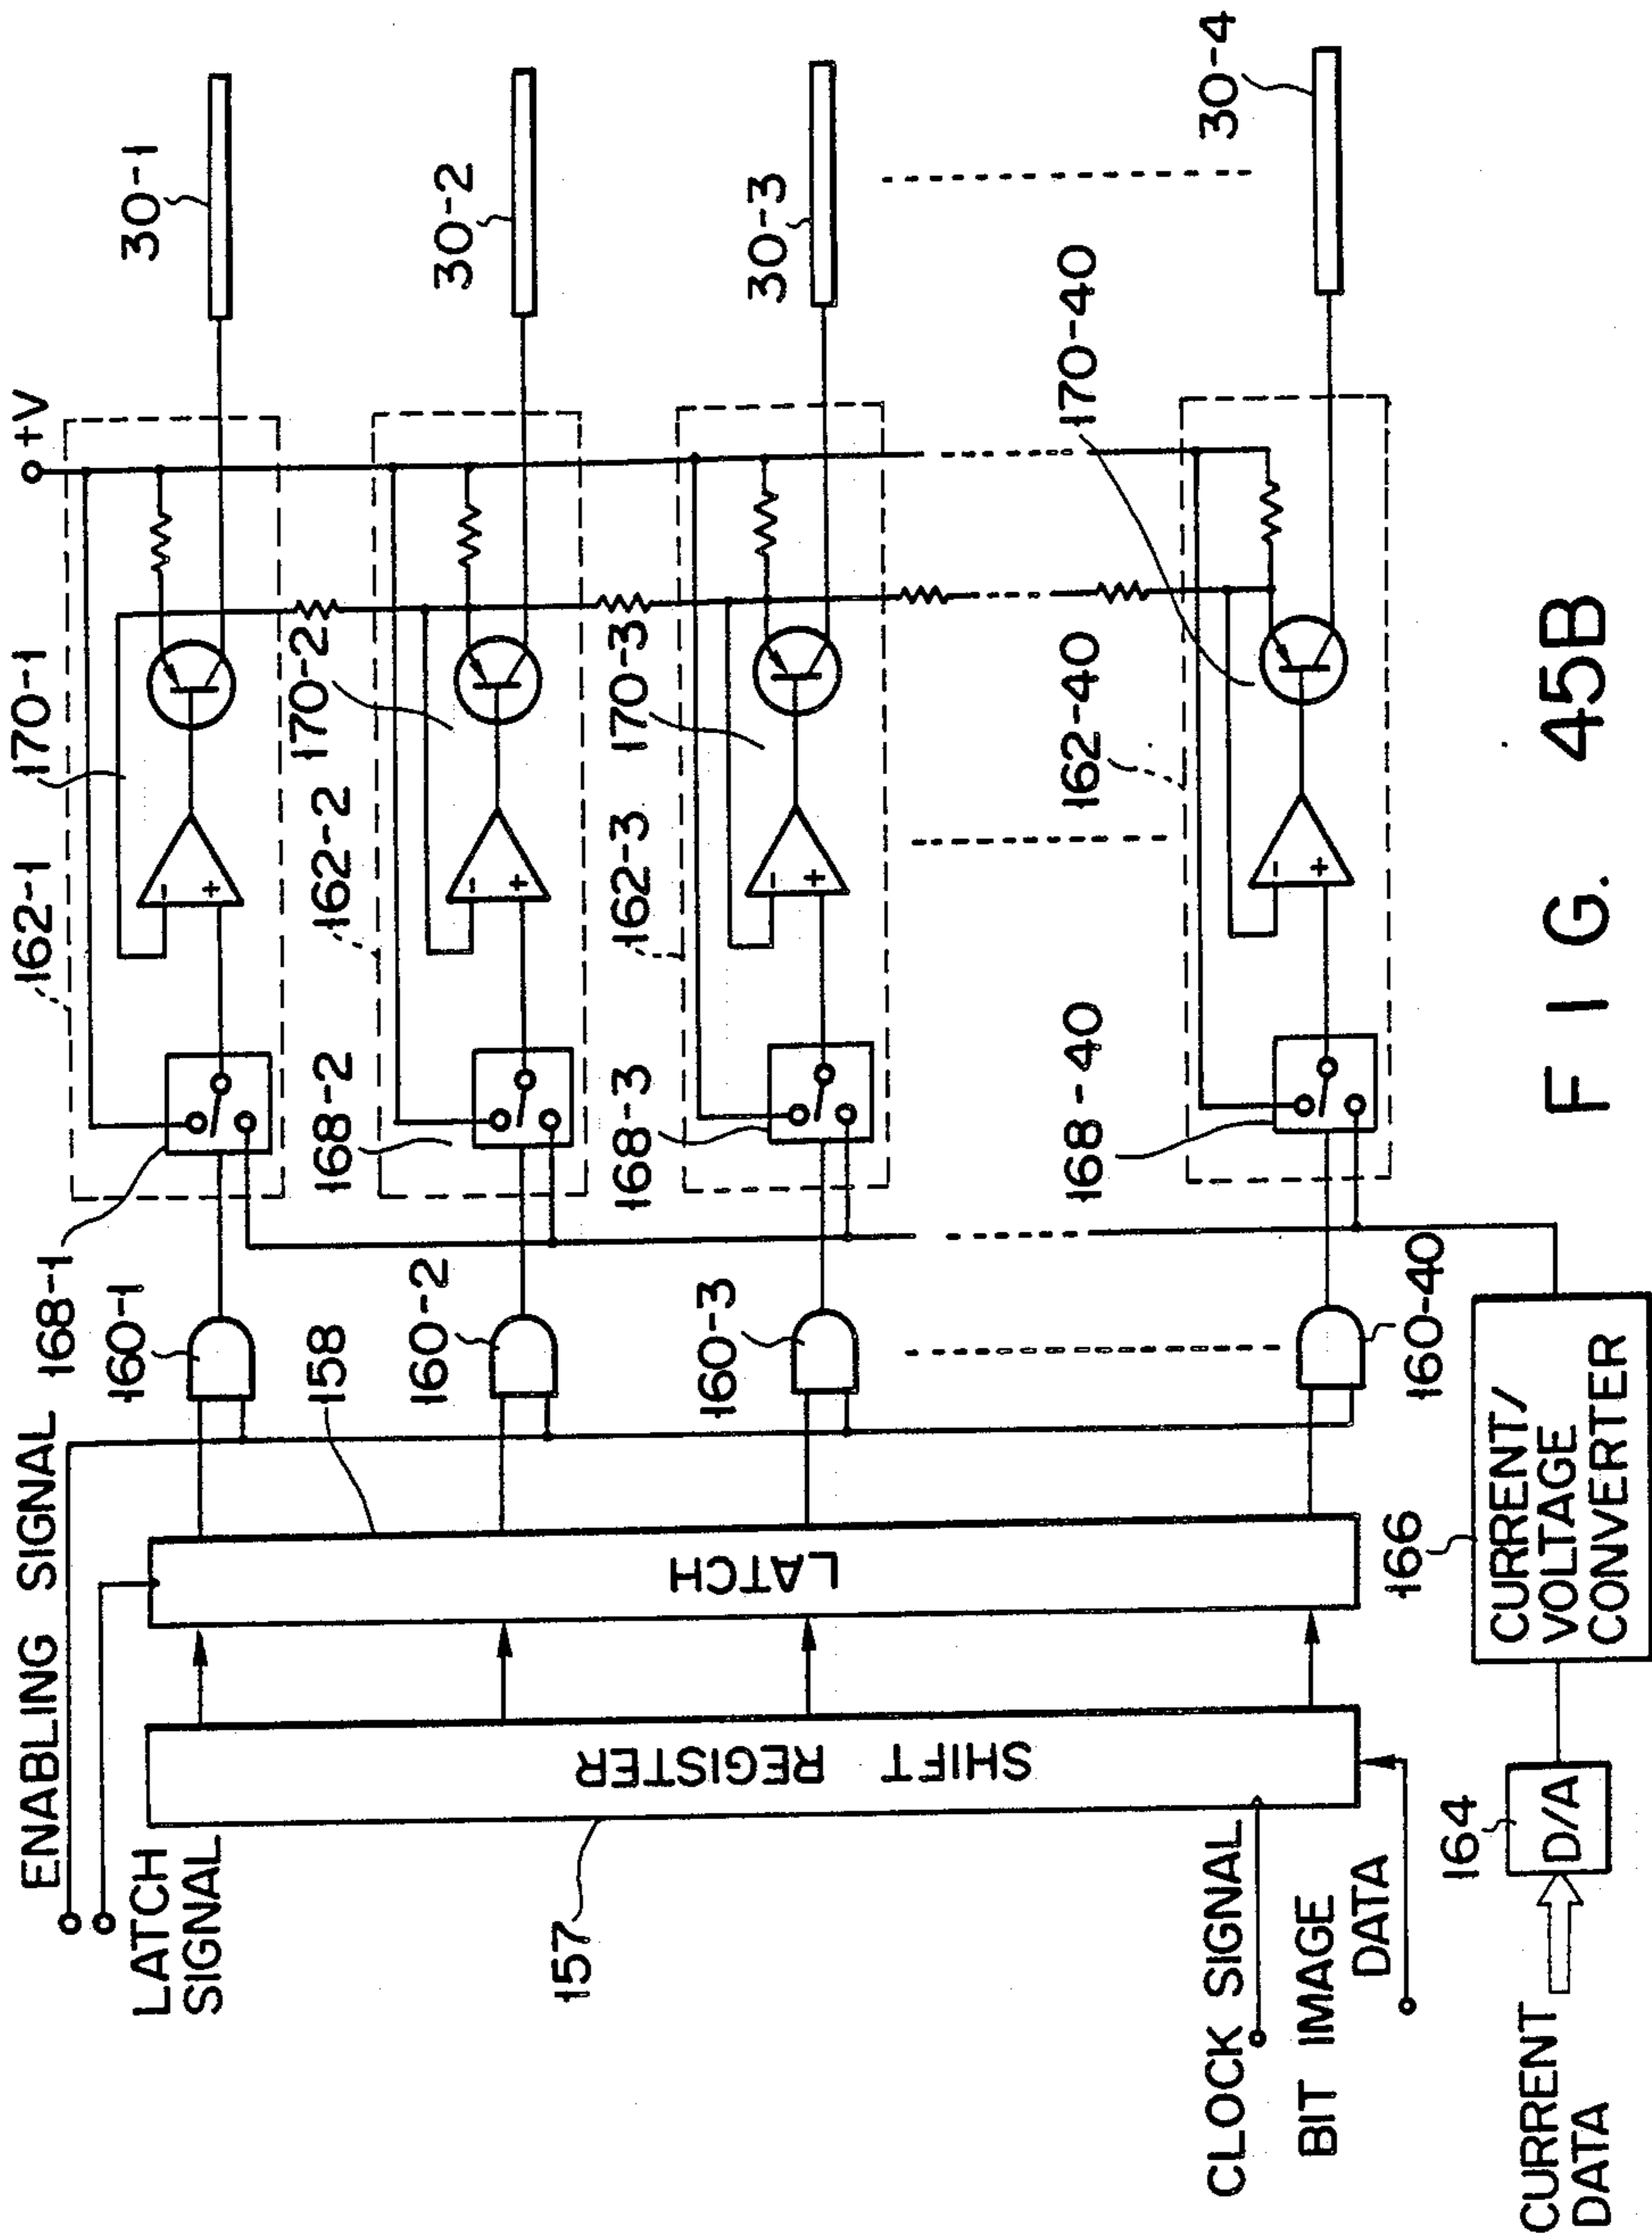 ENABLING SIGNAL
LATCH
SIGNAL
168-1
160-1
162-1
170-1
+V
30-1
158
160-2
168-2
162-2
170-2
30-2
157
SHIFT REGISTER
LATCH
160-3
168-3
162-3
170-3
30-3
CLOCK SIGNAL
BIT IMAGE
DATA
160-40
168-40
162-40
170-40
30-4
164
D/A
166
CURRENT/
VOLTAGE
CONVERTER
CURRENT
DATA
- +
- +
- +
- +
FIG. 45B